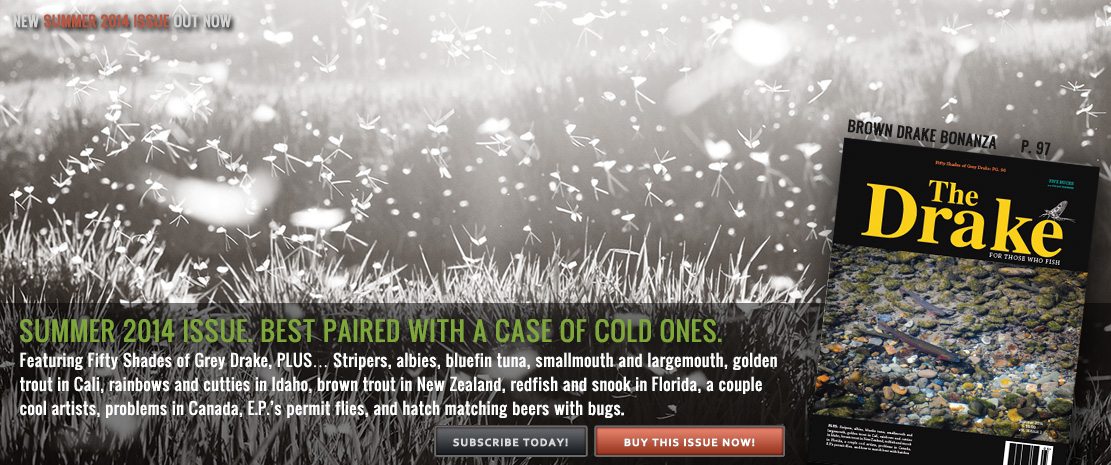 NEW SUMMER 2014 ISSUE OUT NOW
BROWN DRAKE BONANZA P. 97
Fifty Shades of Grey Drake PG. 50
The
Drake
FOR THOSE WHO FISH
SUMMER 2014 ISSUE. BEST PAIRED WITH A CASE OF COLD ONES.
Featuring Fifty Shades of Grey Drake, PLUS... Stripers, albies, bluefin tuna, smallmouth and largemouth, golden
trout in Cali, rainbows and cutties in Idaho, brown trout in New Zealand, redfish and snook in Florida, a couple
cool artists, problems in Canada, E.P.'s permit flies, and hatch matching beers with bugs.
SUBSCRIBE TODAY!
BUY THIS ISSUE NOW!